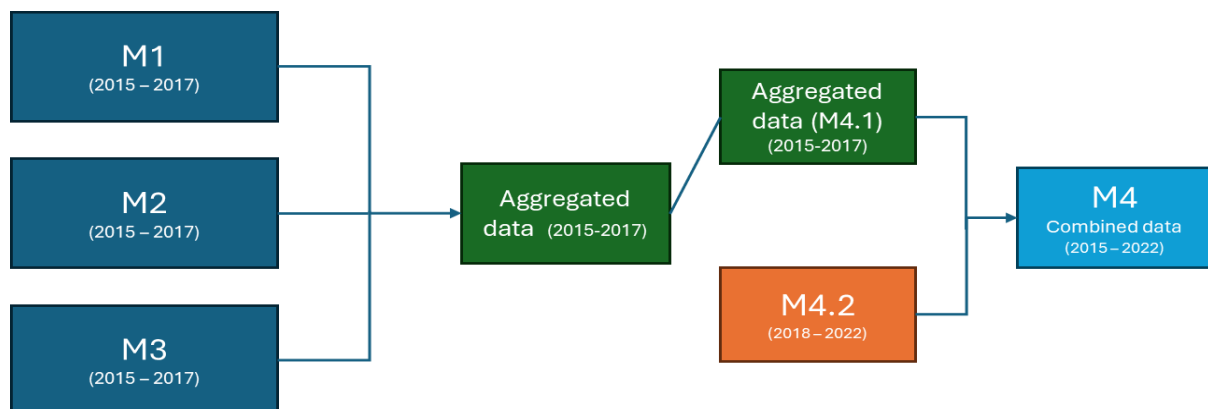 M1
(2015 – 2017)
M2
(2015 – 2017)
M3
(2015 – 2017)
Aggregated
data (2015-2017)
Aggregated
data (M4.1)
(2015-2017)
M4.2
(2018 – 2022)
M4
Combined data
(2015 – 2022)